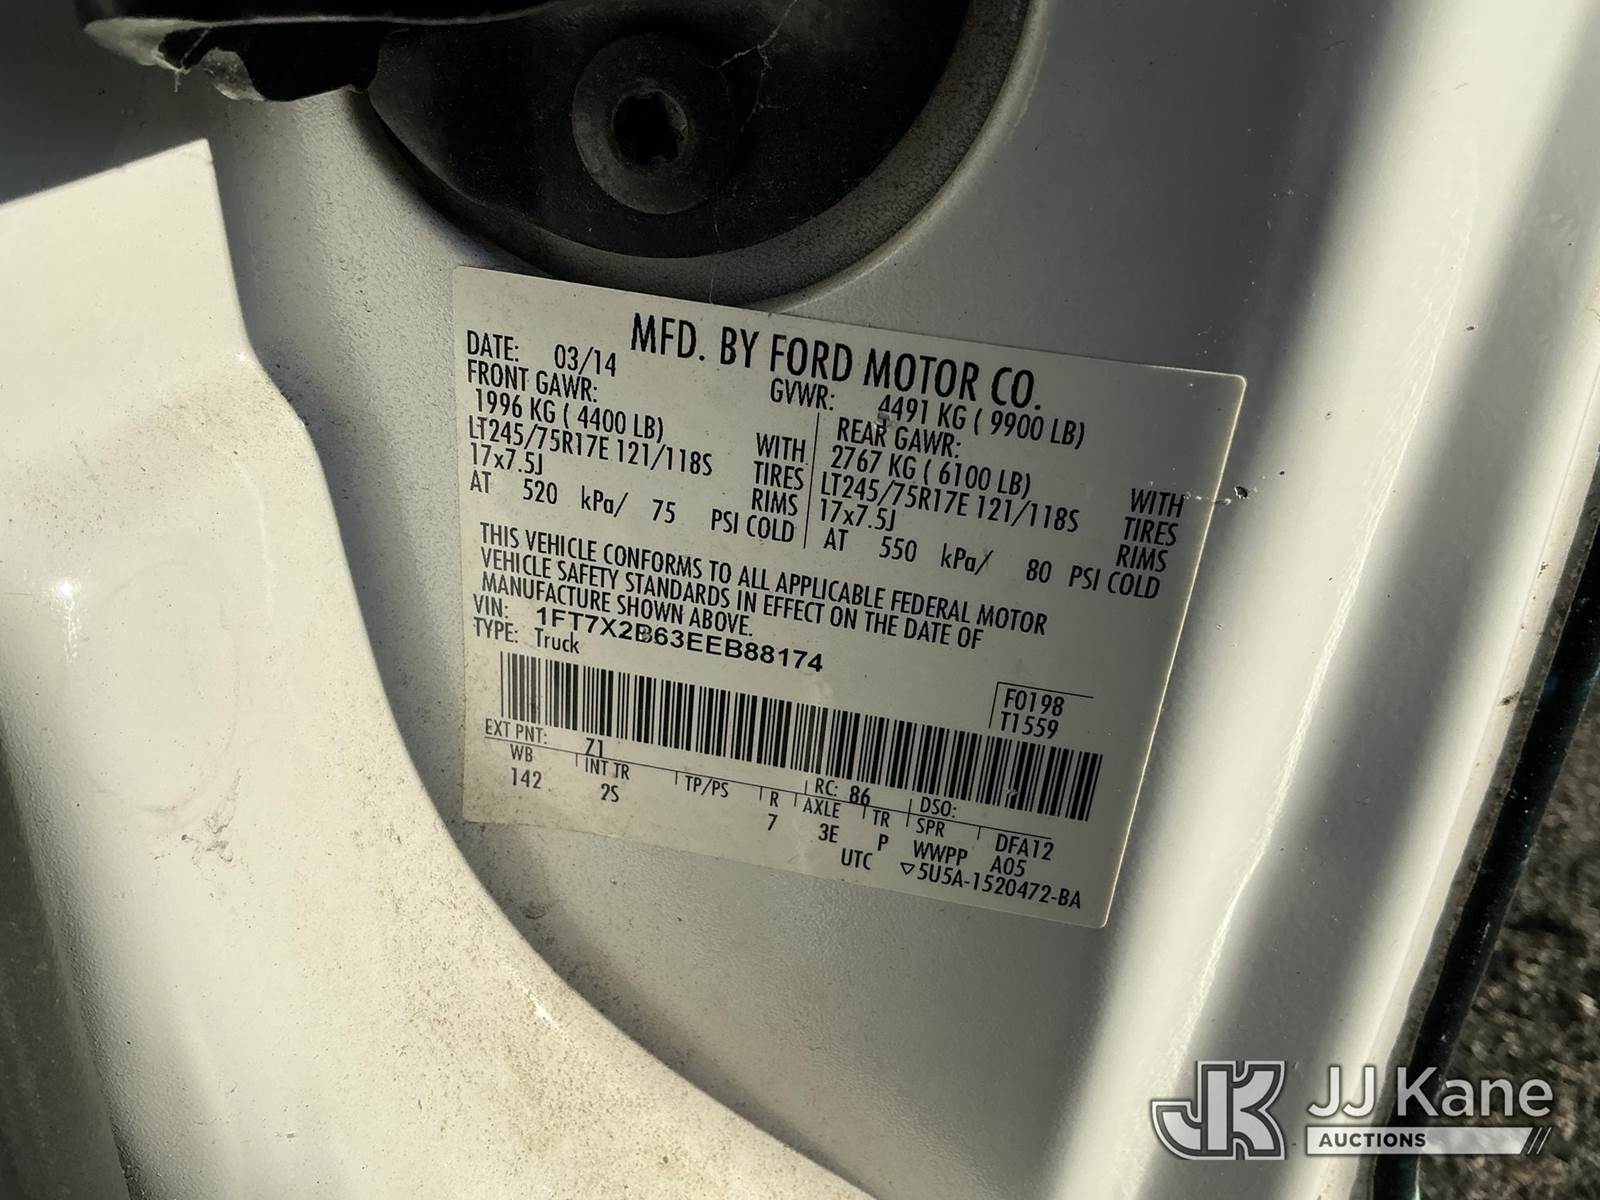 MFD. BY FORD MOTOR CO.
DATE: 03/14 GVWR: 4491 KG ( 9900 LB)
FRONT GAWR: REAR GAWR:
1996 KG ( 4400 LB) WITH 2767 KG ( 6100 LB) WITH
LT245/75R17E 121/118S TIRES LT245/75R17E 121/118S TIRES
17x7.5J RIMS 17x7.5J RIMS
AT 520 kPa/ 75 PSI COLD AT 550 kPa/ 80 PSI COLD
THIS VEHICLE CONFORMS TO ALL APPLICABLE FEDERAL MOTOR
VEHICLE SAFETY STANDARDS IN EFFECT ON THE DATE OF
MANUFACTURE SHOWN ABOVE.
VIN: 1FT7X2B63EEB88174
TYPE: Truck
F0198
T1559
EXT PNT: Z1 RC: 86 DSO:
WB INT TR TP/PS R AXLE TR SPR DFA12
142 2S 7 3E P WWPP A05
UTC ▽5U5A-1520472-BA
JK JJ Kane
AUCTIONS